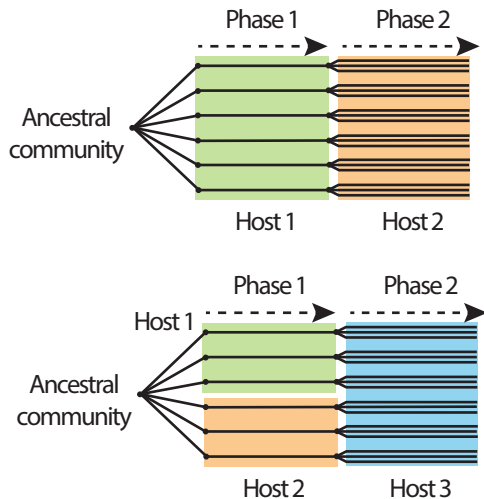 Phase 1 Phase 2
Ancestral
community
Host 1 Host 2
Phase 1 Phase 2
Host 1
Ancestral
community
Host 2 Host 3